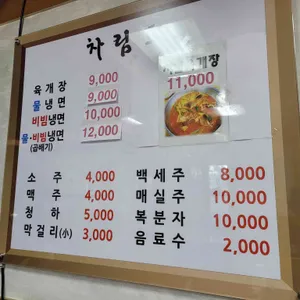 차림
육개장 9,000
물냉면 9,000
비빔냉면 10,000
물·비빔냉면 12,000
(곱빼기)
개장
11,000
소주 4,000
맥주 4,000
청하 5,000
막걸리(小) 3,000
백세주 8,000
매실주 10,000
복분자 10,000
음료수 2,000